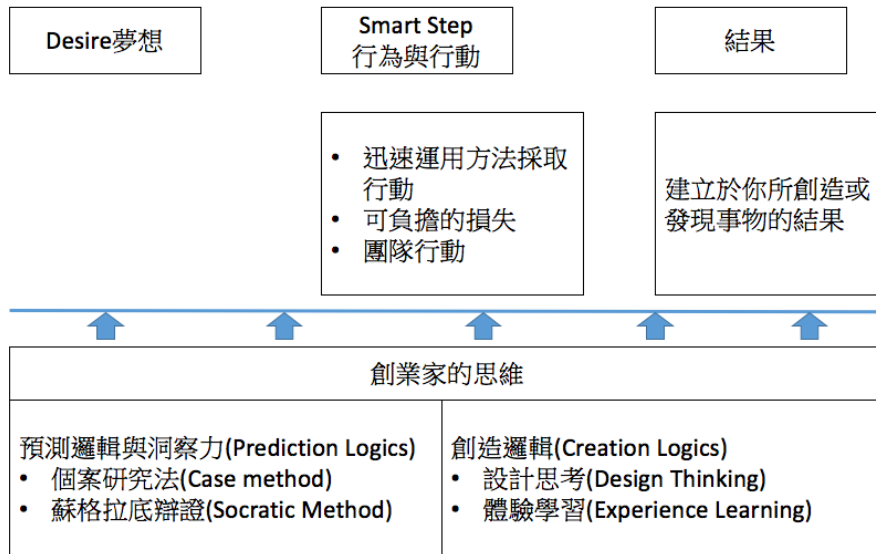 Desire夢想
Smart Step
行為與行動
結果
• 迅速運用方法採取
行動
• 可負擔的損失
• 團隊行動
建立於你所創造或
發現事物的結果
創業家的思維
預測邏輯與洞察力(Prediction Logics)
• 個案研究法(Case method)
• 蘇格拉底辯證(Socratic Method)
創造邏輯(Creation Logics)
• 設計思考(Design Thinking)
• 體驗學習(Experience Learning)